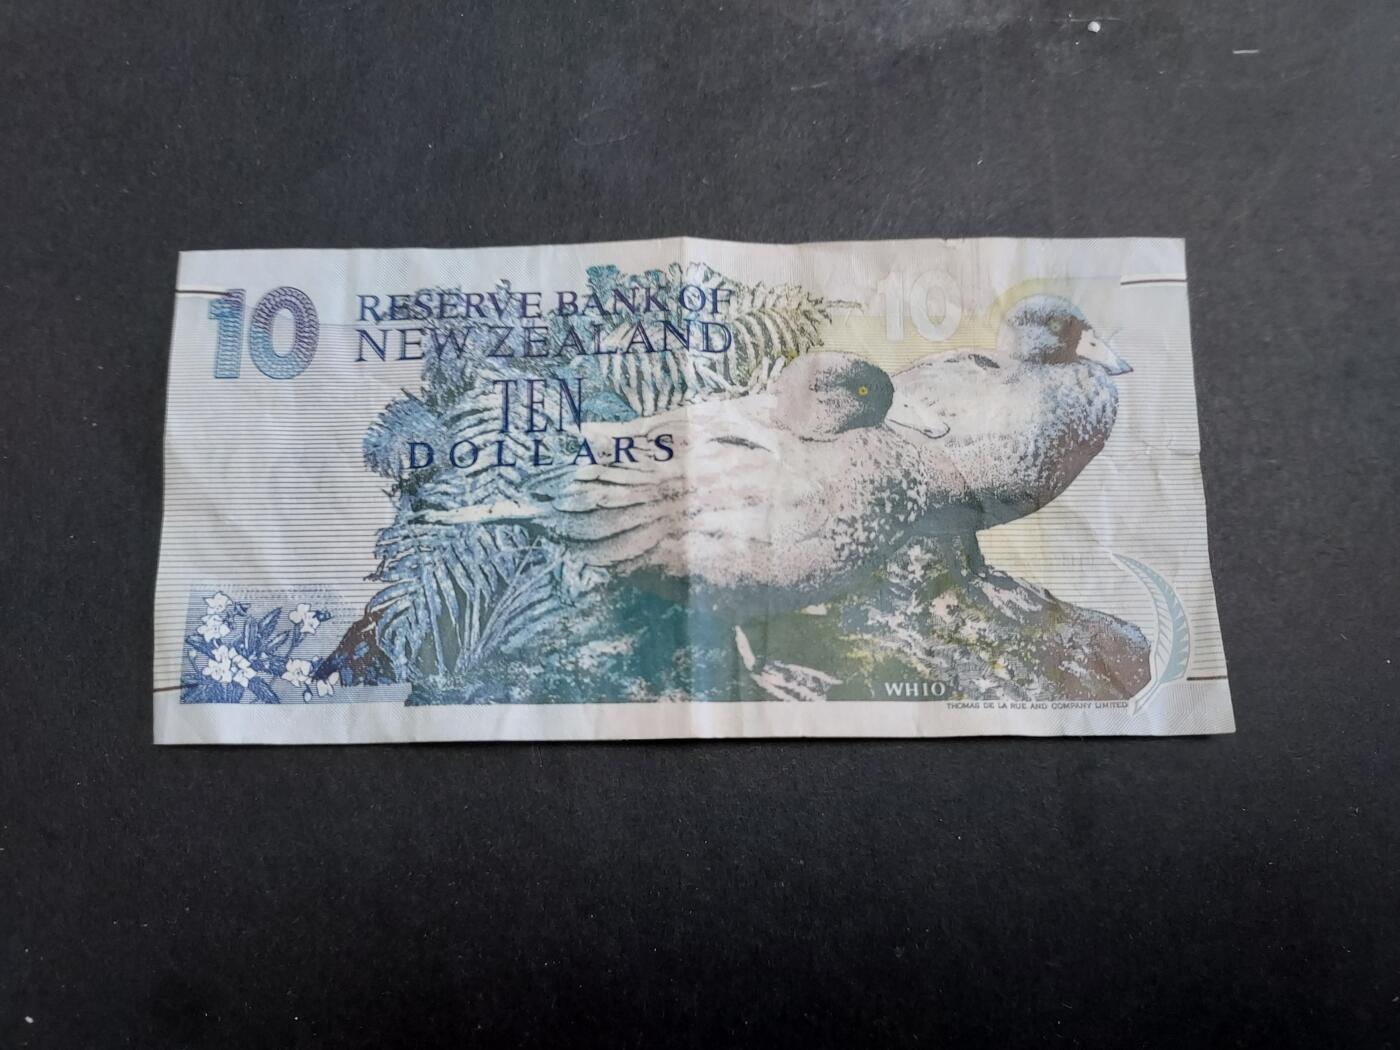 10
RESERVE BANK OF
NEW ZEALAND
TEN
DOLLARS
10
WHIO
THOMAS DE LA RUE AND COMPANY LIMITED